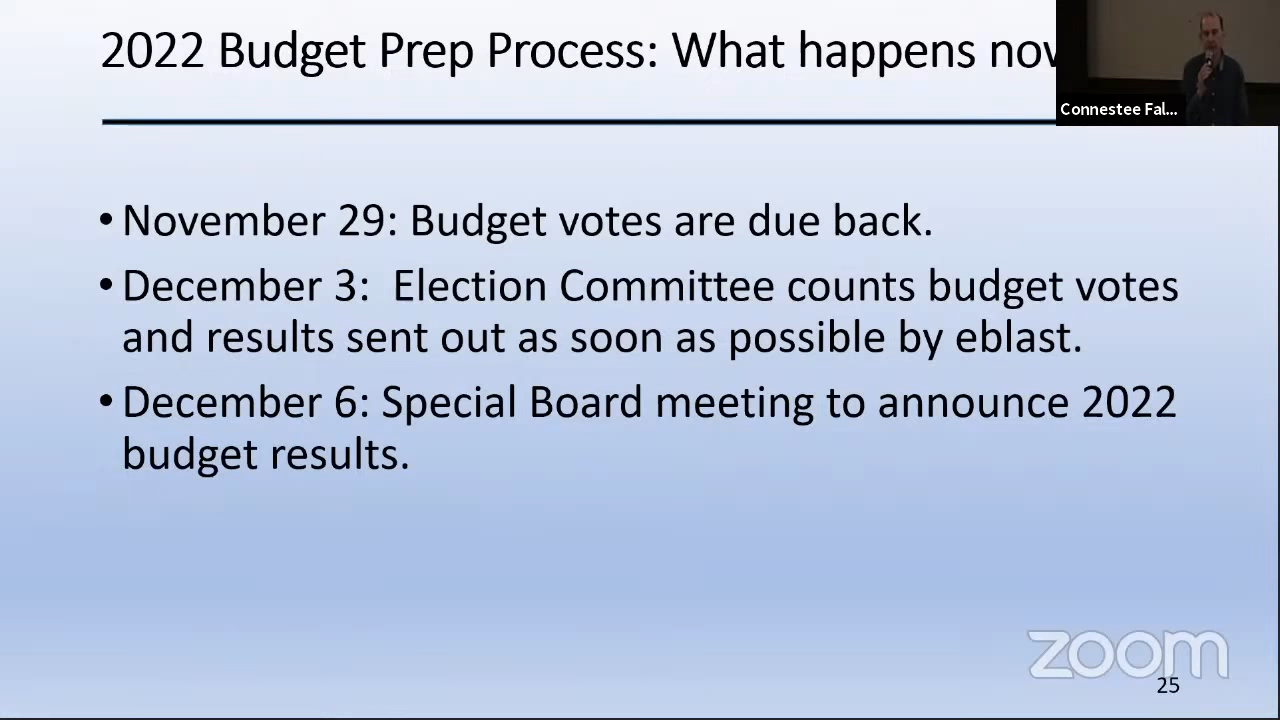 2022 Budget Prep Process: What happens now
Connestee Fal...
• November 29: Budget votes are due back.
• December 3: Election Committee counts budget votes
and results sent out as soon as possible by eblast.
• December 6: Special Board meeting to announce 2022
budget results.
zoom
25